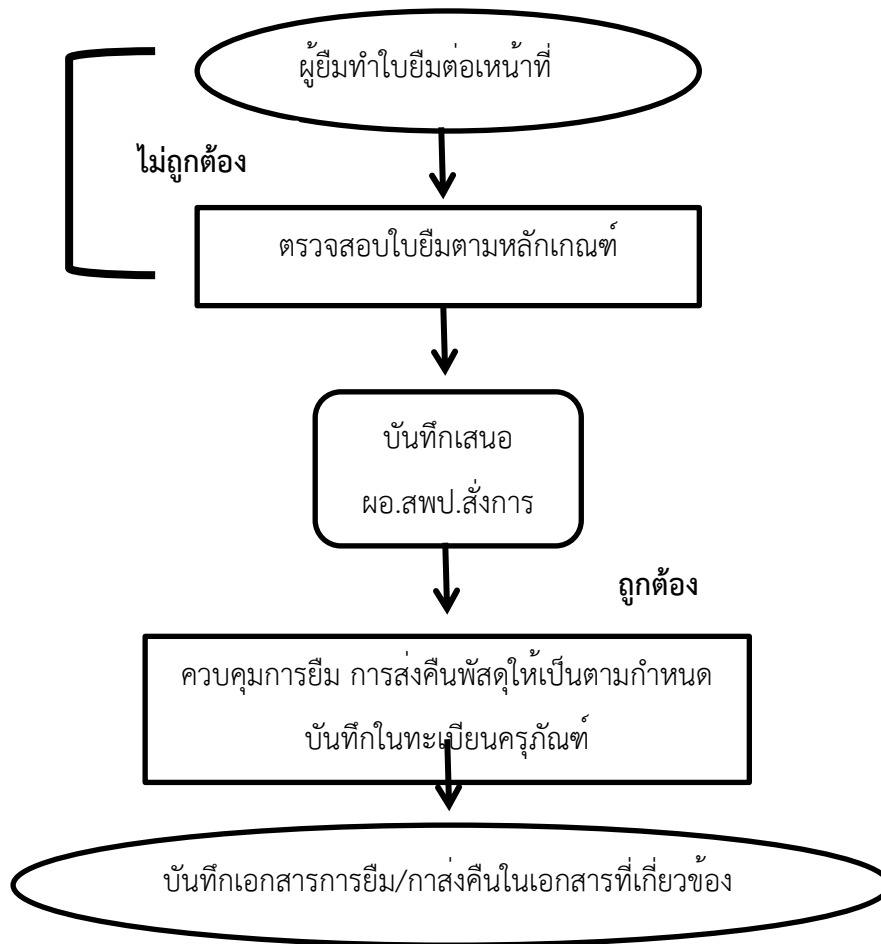 ผู้ยืมทำใบยืมต่อเหน้าที่
ไม่ถูกต้อง
ตรวจสอบใบยืมตามหลักเกณฑ์
บันทึกเสนอ
ผอ.สพป.สั่งการ
ถูกต้อง
ควบคุมการยืม การส่งคืนพัสดุให้เป็นตามกำหนด
บันทึกในทะเบียนครุภัณฑ์
บันทึกเอกสารการยืม/กาส่งคืนในเอกสารที่เกี่ยวข้อง